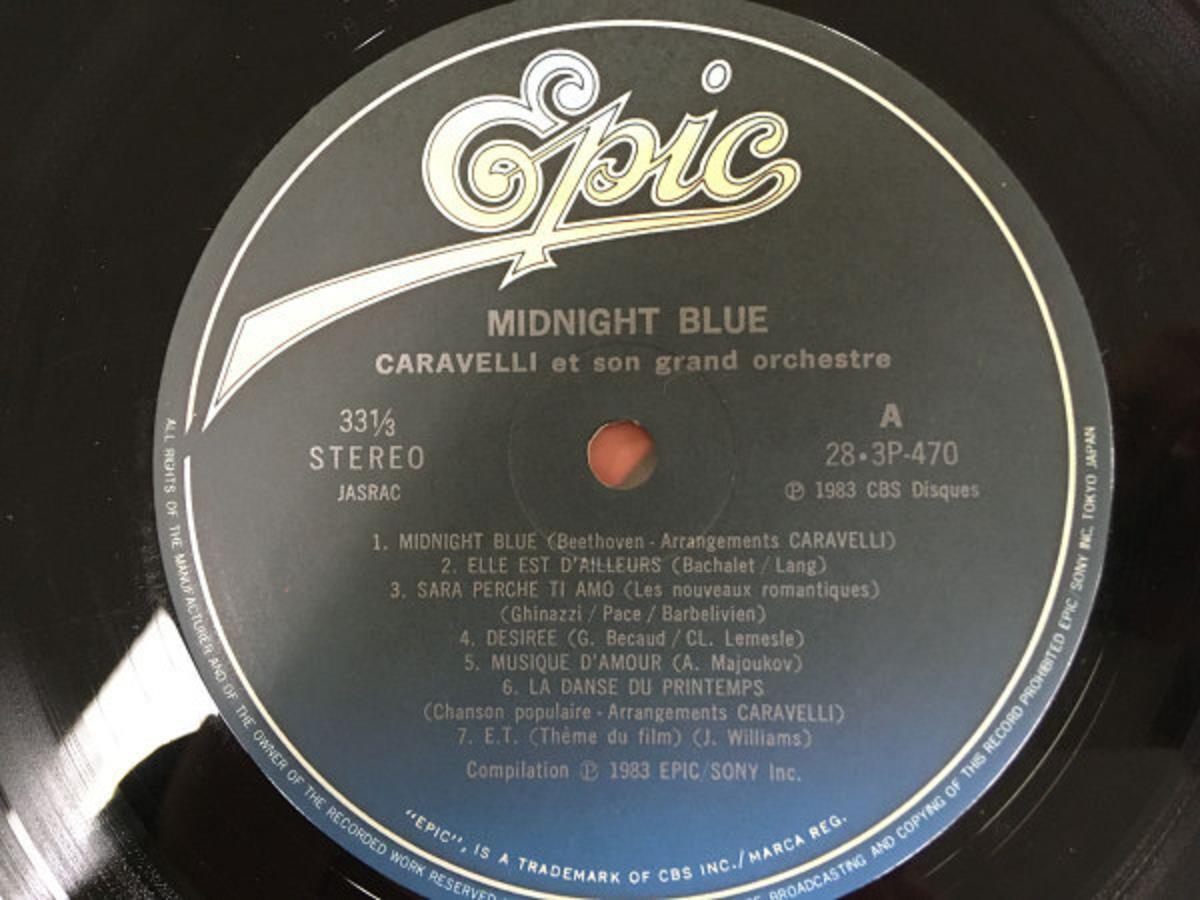 Epic
MIDNIGHT BLUE
CARAVELLI et son grand orchestre
33⅓
STEREO
JASRAC
A
28•3P-470
Ⓟ 1983 CBS Disques
1. MIDNIGHT BLUE (Beethoven - Arrangements CARAVELLI)
2. ELLE EST D'AILLEURS (Bachalet / Lang)
3. SARA PERCHE TI AMO (Les nouveaux romantiques)
(Ghinazzi / Pace / Barbelivien)
4. DESIREE (G. Becaud / CL. Lemesle)
5. MUSIQUE D'AMOUR (A. Majoukov)
6. LA DANSE DU PRINTEMPS
(Chanson populaire - Arrangements CARAVELLI)
7. E.T. (Thême du film) (J. Williams)
Compilation Ⓟ 1983 EPIC/SONY Inc.
"EPIC", IS A TRADEMARK OF CBS INC./MARCA REG.
ALL RIGHTS OF THE MANUFACTURER AND OF THE OWNER OF THE RECORDED WORK RESERVED
BROADCASTING AND COPYING OF THIS RECORD PROHIBITED EPIC/SONY INC. TOKYO JAPAN